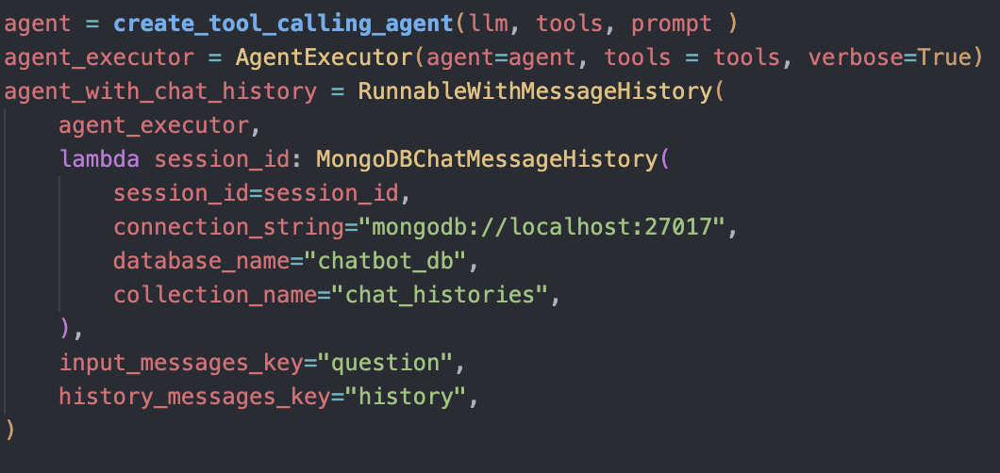 agent = create_tool_calling_agent(llm, tools, prompt )
agent_executor = AgentExecutor(agent=agent, tools = tools, verbose=True)
agent_with_chat_history = RunnableWithMessageHistory(
    agent_executor,
    lambda session_id: MongoDBChatMessageHistory(
        session_id=session_id,
        connection_string="mongodb://localhost:27017",
        database_name="chatbot_db",
        collection_name="chat_histories",
    ),
    input_messages_key="question",
    history_messages_key="history",
)